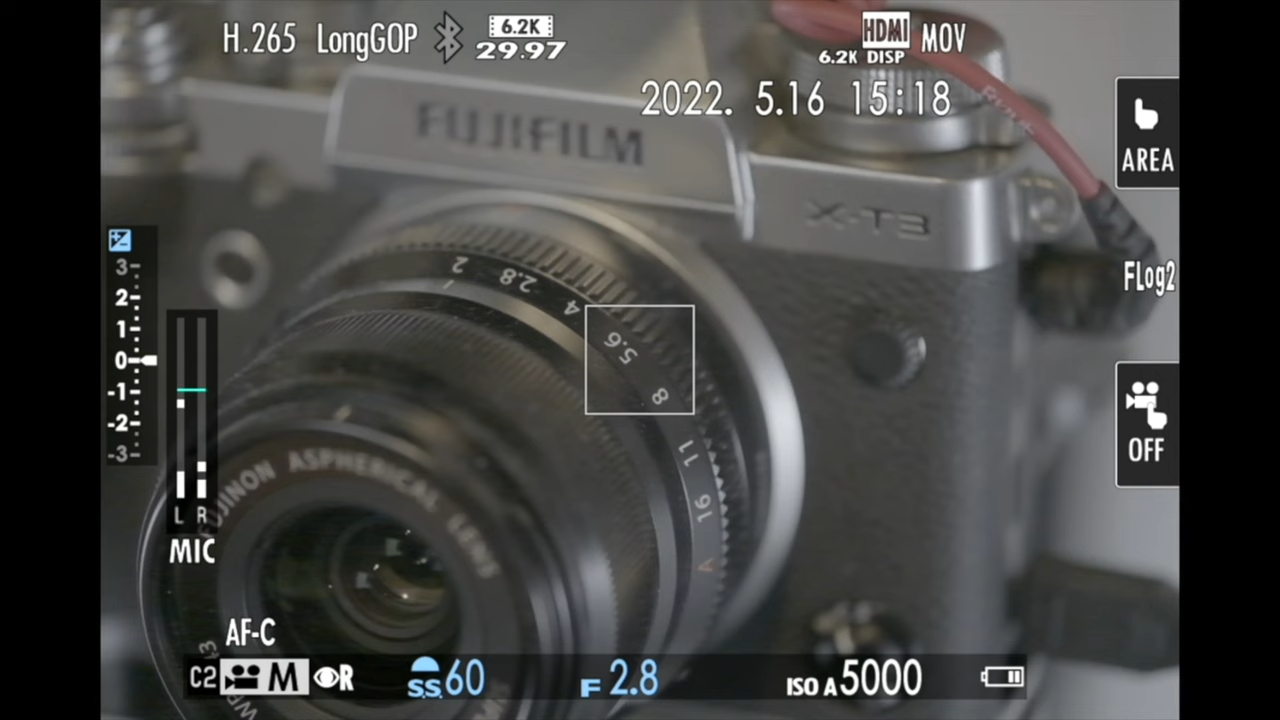 H.265 LongGOP 6.2K 29.97 HDMI MOV
6.2K DISP
2022. 5.16 15:18
AREA
FUJIFILM
X-T3
FLog2
3
2
1
0
-1
-2
-3
2 2.8 4 5.6 8 11 16 A
OFF
FUJINON ASPHERICAL LENS
L R
MIC
AF-C
C2 M R S.S. 60 F 2.8 ISO A 5000